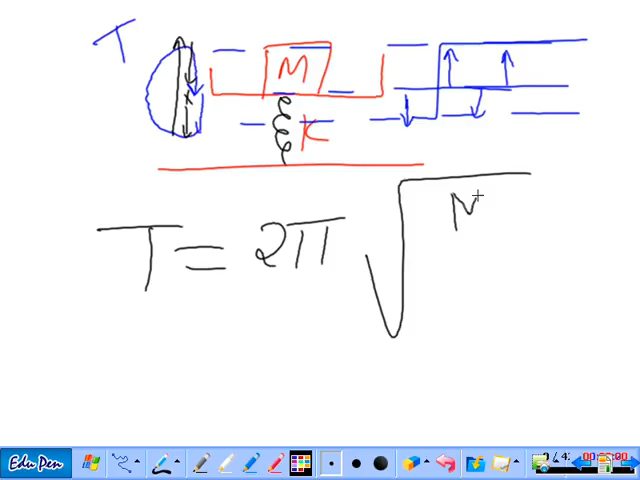 T
M
K
T = 2π √ M
Edu Pen